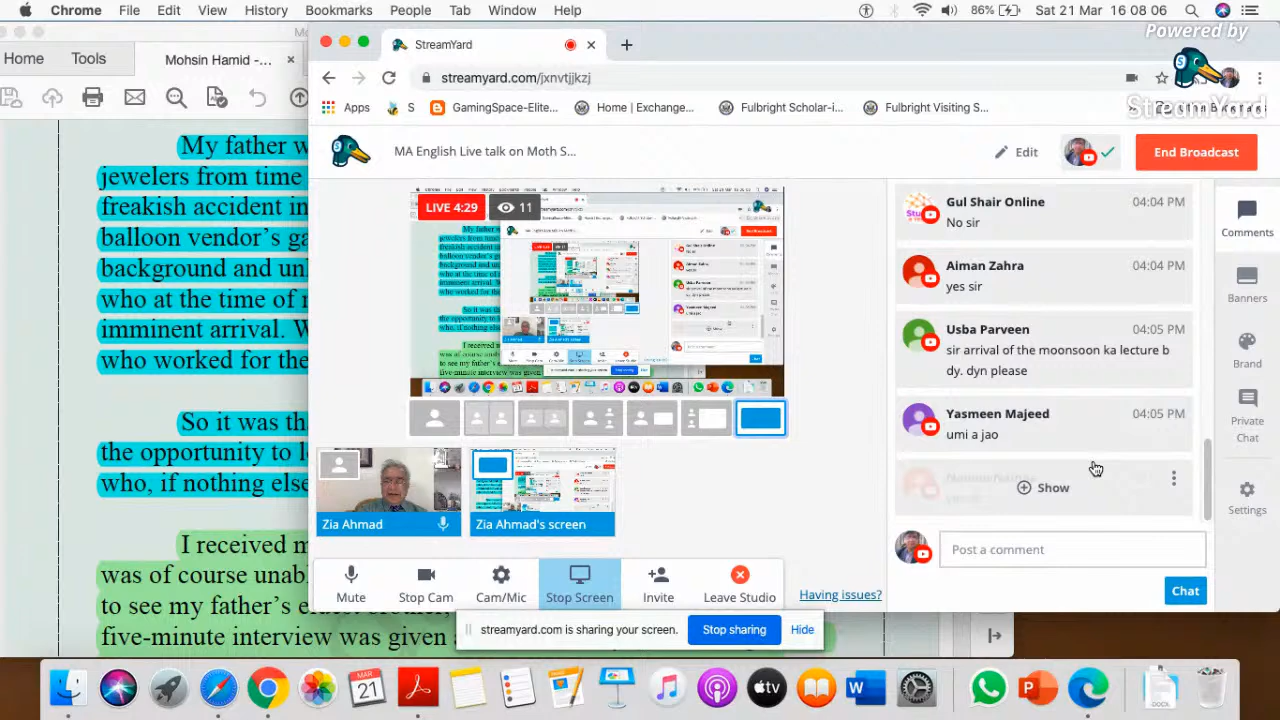 Chrome File Edit View History Bookmarks People Tab Window Help 86% Sat 21 Mar 16 08 06
Powered by
StreamYard
Home Tools Mohsin Hamid -...
StreamYard
streamyard.com/jxnvtjjkzj
Apps S GamingSpace-Elite... Home | Exchange... Fulbright Scholar-i... Fulbright Visiting S...
MA English Live talk on Moth S... Edit End Broadcast
LIVE 4:29 11
My father w
jewelers from time
freakish accident in
balloon vendor's ga
background and un
who at the time of
imminent arrival. W
who worked for the
So it was th
the opportunity to l
who, if nothing else
I received m
was of course unabl
to see my father's eldest brother,
five-minute interview was given
Gul Shair Online 04:04 PM
No sir
Aiman Zahra 04:04 PM
yes sir
Usba Parveen 04:05 PM
sir arrival of the moonsoon ka lecture n
dy. dyn please
Yasmeen Majeed 04:05 PM
umi a jao
Show
Post a comment
Chat
Comments
Banners
Brand
Private
Chat
Settings
Zia Ahmad Zia Ahmad's screen
Mute Stop Cam Cam/Mic Stop Screen Invite Leave Studio Having issues?
streamyard.com is sharing your screen. Stop sharing Hide
MAR
21